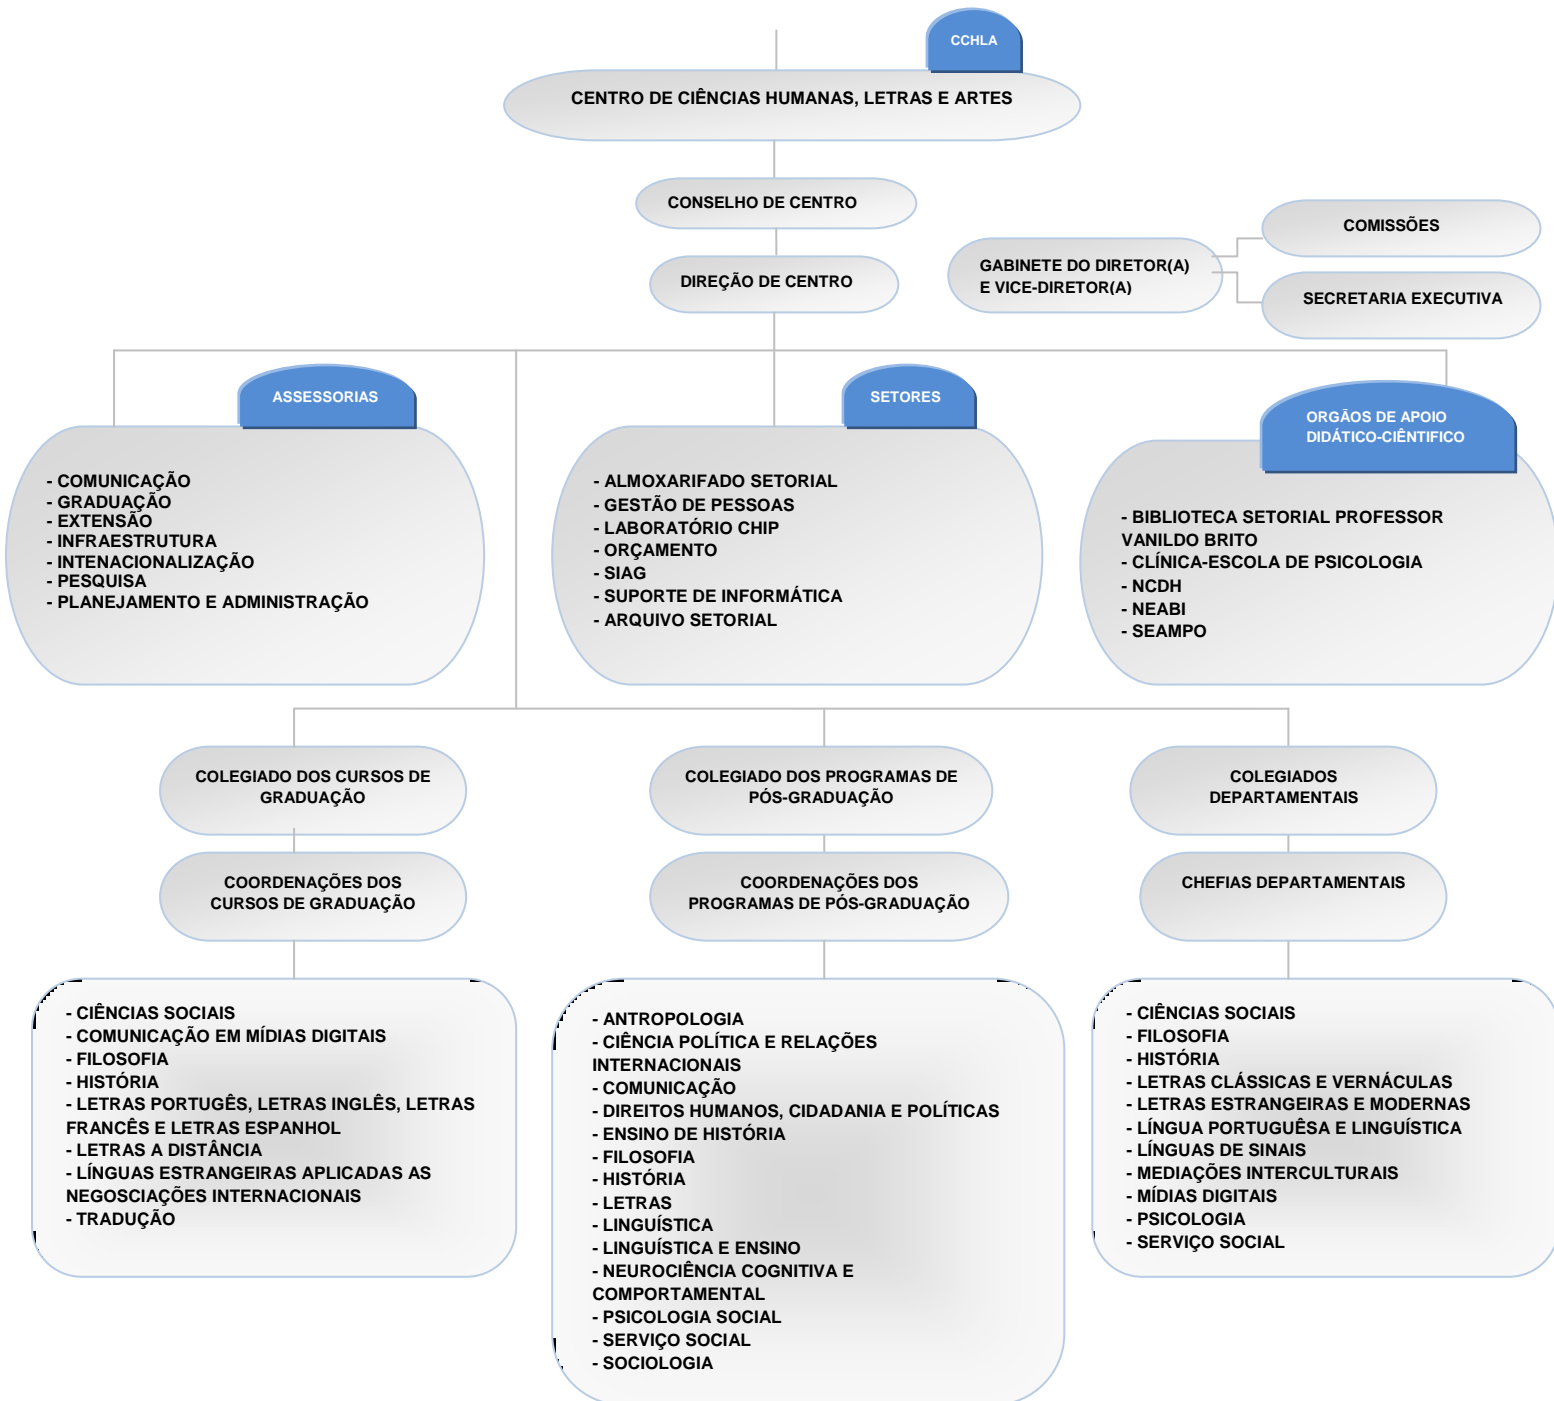 CCHLA
CENTRO DE CIÊNCIAS HUMANAS, LETRAS E ARTES
CONSELHO DE CENTRO
DIREÇÃO DE CENTRO
GABINETE DO DIRETOR(A)
E VICE-DIRETOR(A)
COMISSÕES
SECRETARIA EXECUTIVA
ASSESSORIAS
- COMUNICAÇÃO
- GRADUAÇÃO
- EXTENSÃO
- INFRAESTRUTURA
- INTENACIONALIZAÇÃO
- PESQUISA
- PLANEJAMENTO E ADMINISTRAÇÃO
SETORES
- ALMOXARIFADO SETORIAL
- GESTÃO DE PESSOAS
- LABORATÓRIO CHIP
- ORÇAMENTO
- SIAG
- SUPORTE DE INFORMÁTICA
- ARQUIVO SETORIAL
ORGÃOS DE APOIO
DIDÁTICO-CIÊNTIFICO
- BIBLIOTECA SETORIAL PROFESSOR
VANILDO BRITO
- CLÍNICA-ESCOLA DE PSICOLOGIA
- NCDH
- NEABI
- SEAMPO
COLEGIADO DOS CURSOS DE
GRADUAÇÃO
COORDENAÇÕES DOS
CURSOS DE GRADUAÇÃO
- CIÊNCIAS SOCIAIS
- COMUNICAÇÃO EM MÍDIAS DIGITAIS
- FILOSOFIA
- HISTÓRIA
- LETRAS PORTUGÊS, LETRAS INGLÊS, LETRAS
FRANCÊS E LETRAS ESPANHOL
- LETRAS A DISTÂNCIA
- LÍNGUAS ESTRANGEIRAS APLICADAS AS
NEGOSCIAÇÕES INTERNACIONAIS
- TRADUÇÃO
COLEGIADO DOS PROGRAMAS DE
PÓS-GRADUAÇÃO
COORDENAÇÕES DOS
PROGRAMAS DE PÓS-GRADUAÇÃO
- ANTROPOLOGIA
- CIÊNCIA POLÍTICA E RELAÇÕES
INTERNACIONAIS
- COMUNICAÇÃO
- DIREITOS HUMANOS, CIDADANIA E POLÍTICAS
- ENSINO DE HISTÓRIA
- FILOSOFIA
- HISTÓRIA
- LETRAS
- LINGUÍSTICA
- LINGUÍSTICA E ENSINO
- NEUROCIÊNCIA COGNITIVA E
COMPORTAMENTAL
- PSICOLOGIA SOCIAL
- SERVIÇO SOCIAL
- SOCIOLOGIA
COLEGIADOS
DEPARTAMENTAIS
CHEFIAS DEPARTAMENTAIS
- CIÊNCIAS SOCIAIS
- FILOSOFIA
- HISTÓRIA
- LETRAS CLÁSSICAS E VERNÁCULAS
- LETRAS ESTRANGEIRAS E MODERNAS
- LÍNGUA PORTUGUÊSA E LINGUÍSTICA
- LÍNGUAS DE SINAIS
- MEDIAÇÕES INTERCULTURAIS
- MÍDIAS DIGITAIS
- PSICOLOGIA
- SERVIÇO SOCIAL